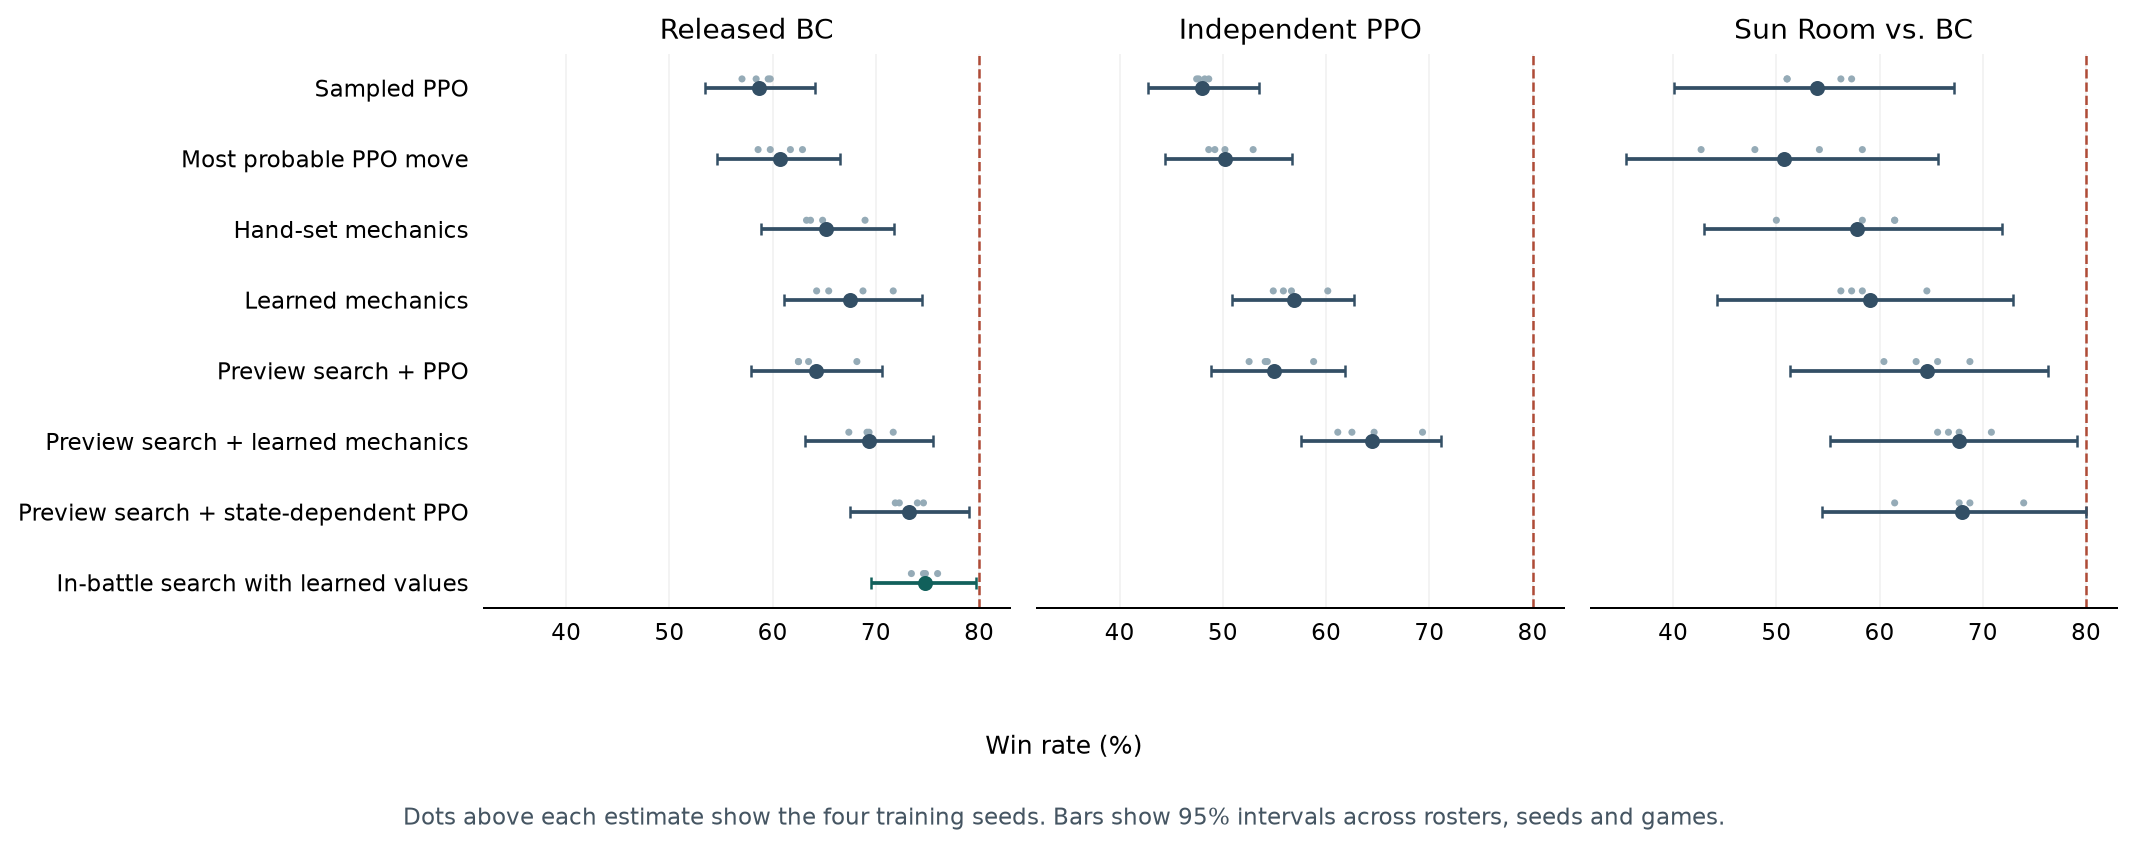 Released BC
Independent PPO
Sun Room vs. BC
Sampled PPO
Most probable PPO move
Hand-set mechanics
Learned mechanics
Preview search + PPO
Preview search + learned mechanics
Preview search + state-dependent PPO
In-battle search with learned values
40 50 60 70 80
40 50 60 70 80
40 50 60 70 80
Win rate (%)
Dots above each estimate show the four training seeds. Bars show 95% intervals across rosters, seeds and games.